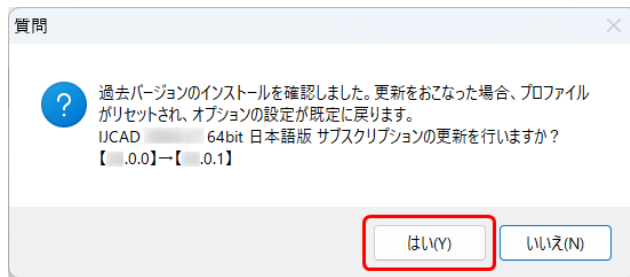 質問
過去バージョンのインストールを確認しました。更新をおこなった場合、プロファイル
がリセットされ、オプションの設定が既定に戻ります。
IJCAD 64bit 日本語版 サブスクリプションの更新を行いますか？
【 .0.0】→【 .0.1】
はい(Y) いいえ(N)